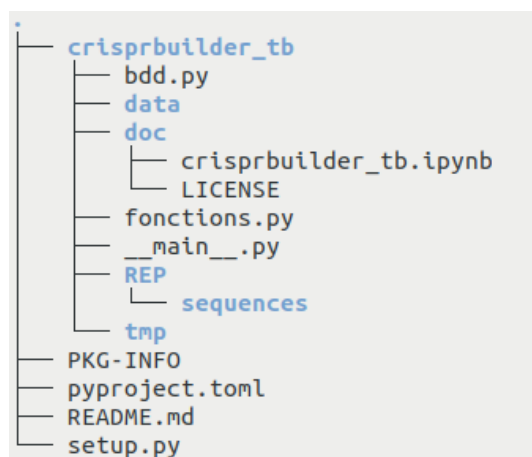 .
crisprbuilder_tb
bdd.py
data
doc
crisprbuilder_tb.ipynb
LICENSE
fonctions.py
__main__.py
REP
sequences
tmp
PKG-INFO
pyproject.toml
README.md
setup.py